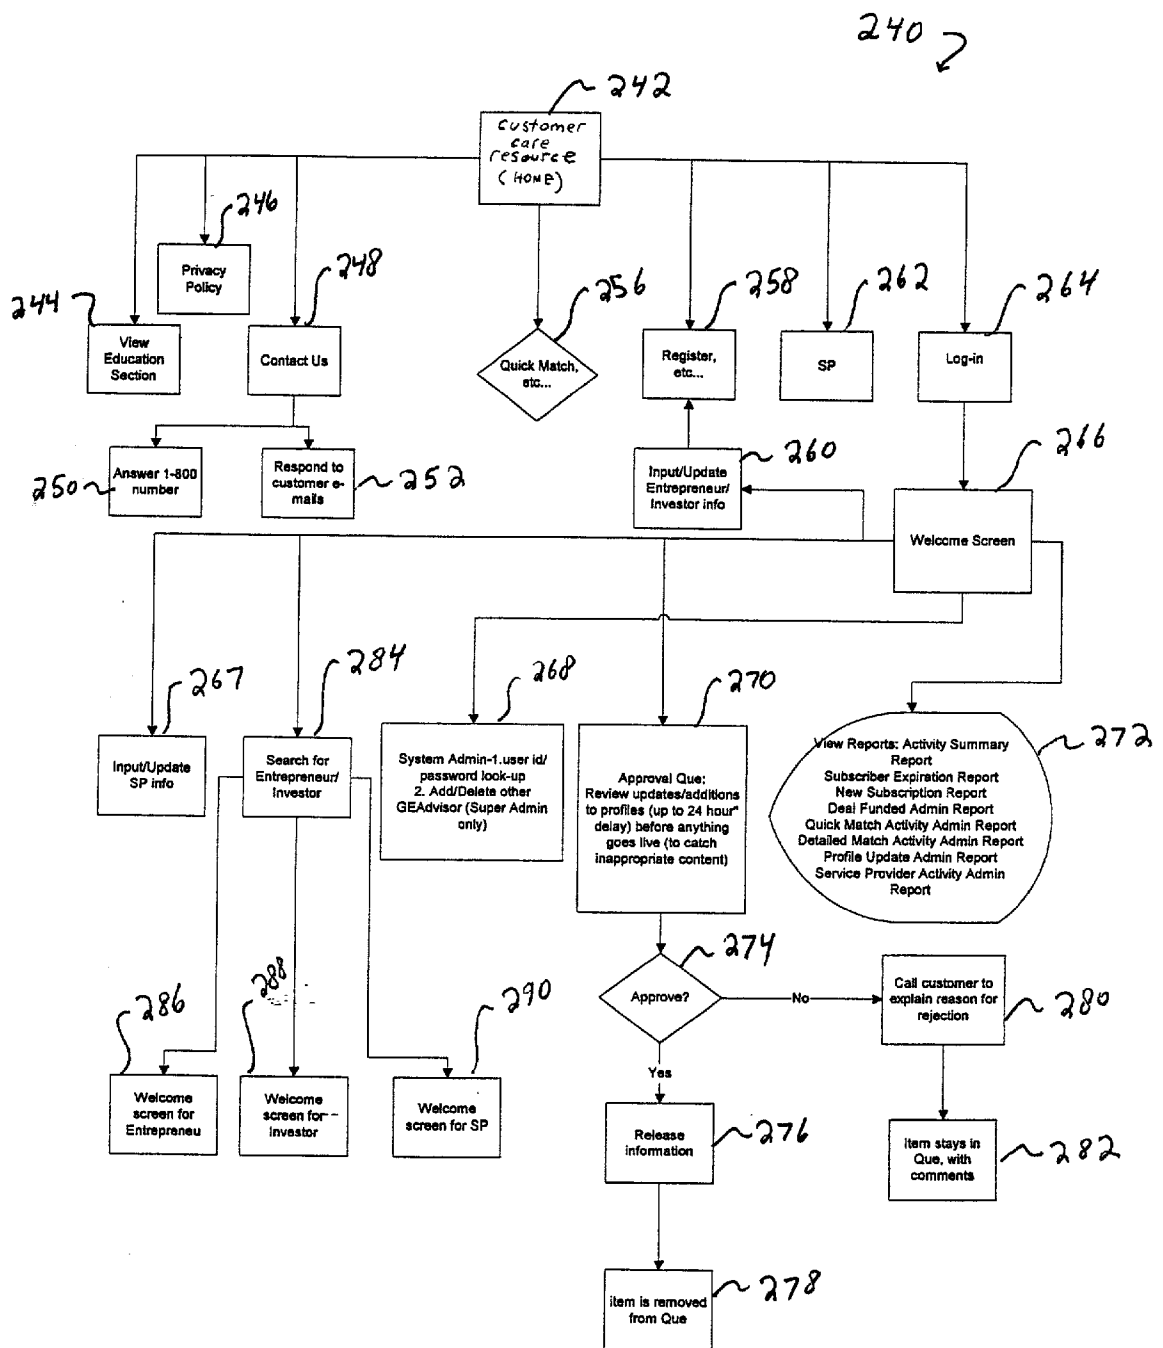 240
242
customer
care
resource
(HOME)
246
Privacy
Policy
248
244
View
Education
Section
Contact Us
256
Quick Match,
etc...
258
Register,
etc...
262
SP
264
Log-in
250
Answer 1-800
number
Respond to
customer e-
mails
252
260
Input/Update
Entrepreneur/
Investor info
266
Welcome Screen
267
Input/Update
SP info
284
Search for
Entrepreneur/
Investor
268
System Admin-1.user id/
password look-up
2. Add/Delete other
GEAdvisor (Super Admin
only)
270
Approval Que:
Review updates/additions
to profiles (up to 24 hour"
delay) before anything
goes live (to catch
inappropriate content)
272
View Reports: Activity Summary
Report
Subscriber Expiration Report
New Subscription Report
Deal Funded Admin Report
Quick Match Activity Admin Report
Detailed Match Activity Admin Report
Profile Update Admin Report
Service Provider Activity Admin
Report
274
Approve?
No
Call customer to
explain reason for
rejection
280
286
Welcome
screen for
Entrepreneu
288
Welcome
screen for
Investor
290
Welcome
screen for SP
Yes
Release
information
276
item stays in
Que, with
comments
282
item is removed
from Que
278